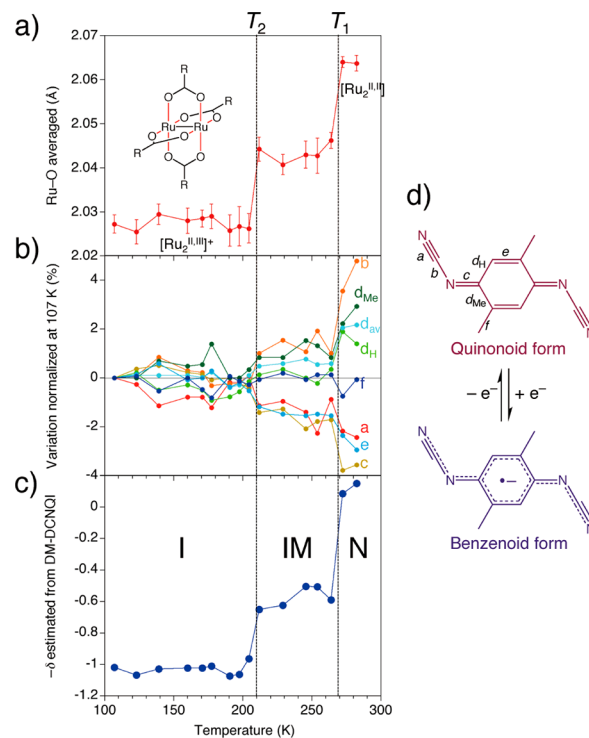 a)
T2
T1
2.07
2.06
2.05
2.04
2.03
2.02
Ru–O averaged (Å)
R
O
O
R
O
O
Ru
Ru
O
O
R
O
O
R
[Ru2II,II]
[Ru2II,III]+
b)
4
2
0
-2
-4
Variation normalized at 107 K (%)
b
dMe
dav
dH
f
a
e
c
c)
0
-0.2
-0.4
-0.6
-0.8
-1
-1.2
–δ estimated from DM-DCNQI
I
IM
N
100
150
200
250
300
Temperature (K)
d)
N
a
b
N
c
dH
e
dMe
f
N
N
Quinonoid form
– e– + e–
N
N
•–
N
N
Benzenoid form